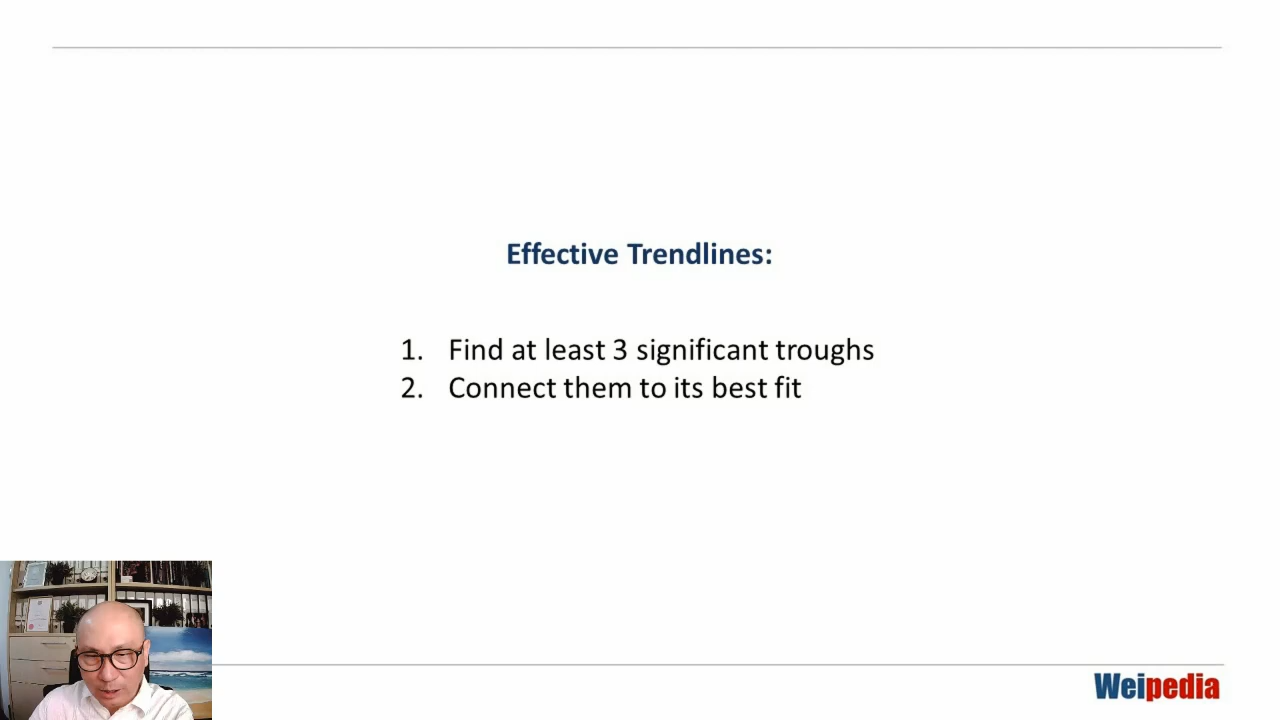 Effective Trendlines:
1. Find at least 3 significant troughs
2. Connect them to its best fit
Weipedia